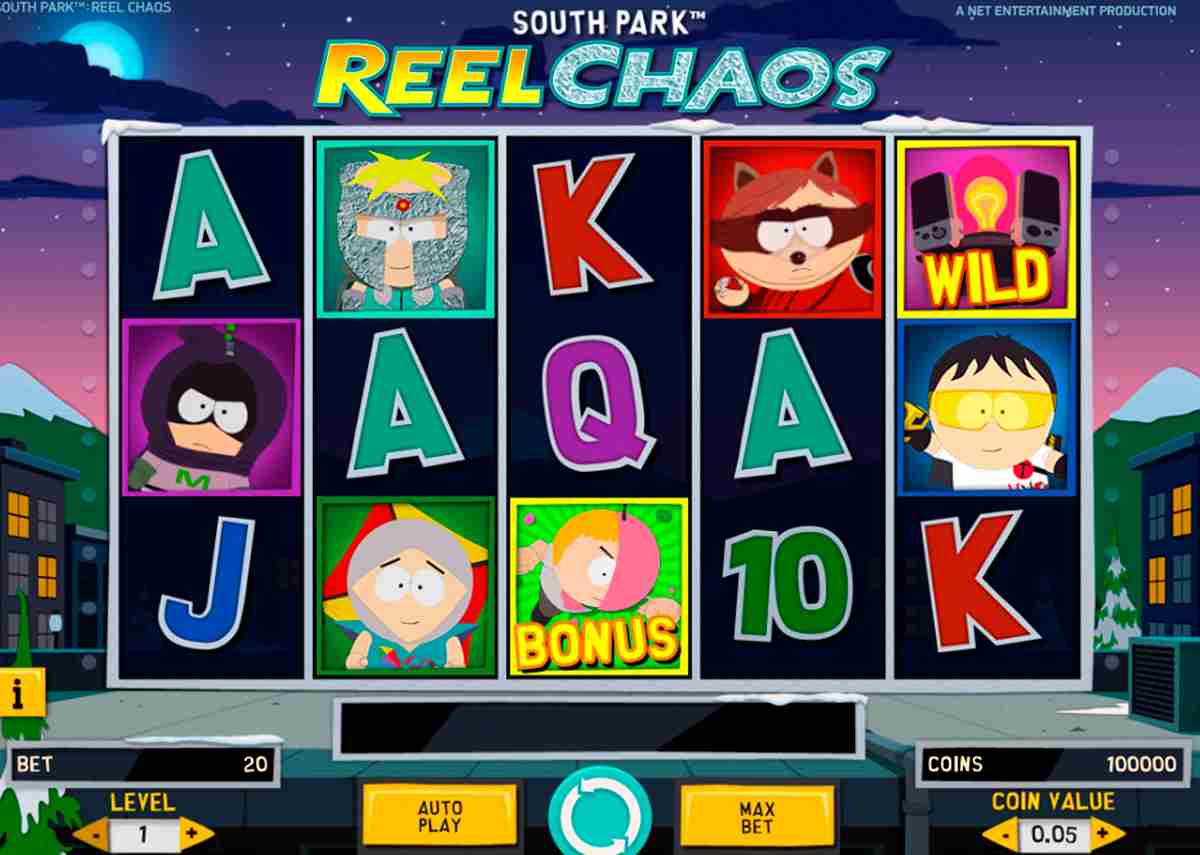 SOUTH PARK™: REEL CHAOS
A NET ENTERTAINMENT PRODUCTION
SOUTH PARK™
REEL CHAOS
A K
WILD
M A Q A
J BONUS 10 K
i
BET 20
COINS 100000
LEVEL
- 1 +
AUTO
PLAY
MAX
BET
COIN VALUE
- 0.05 +